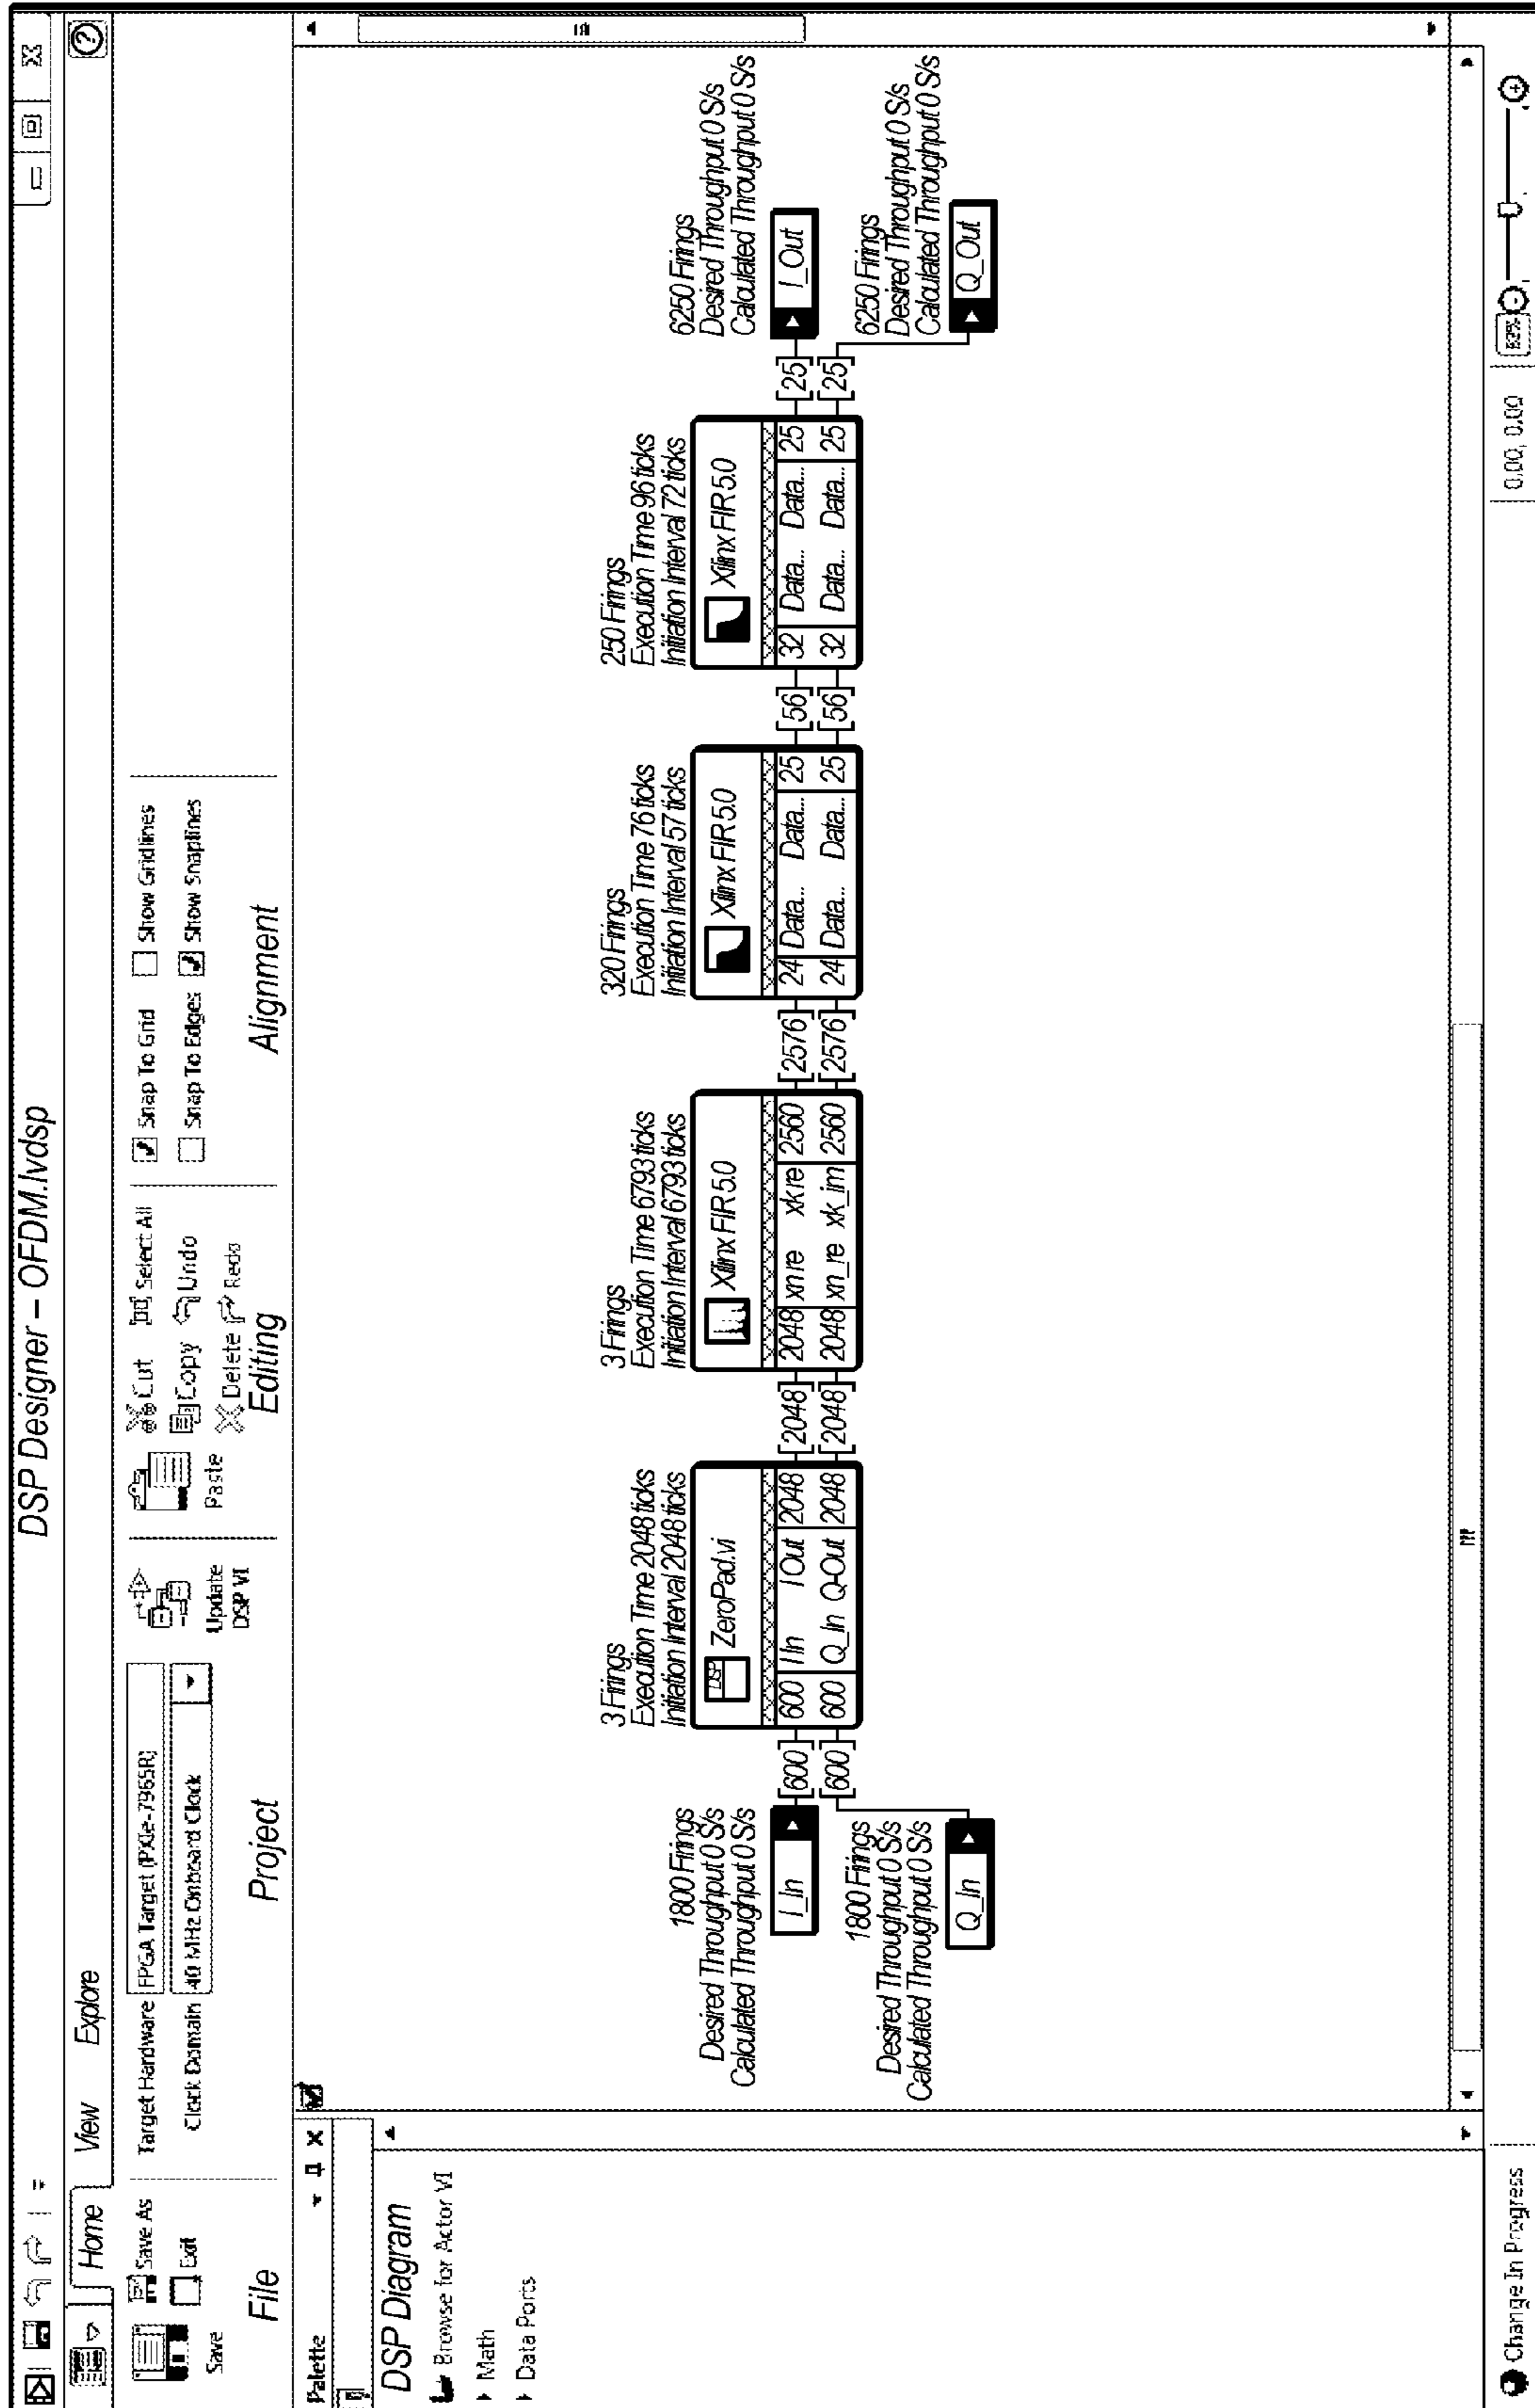 DSP Designer – OFDM.lvdsp
Home View Explore
Save
Save As
Exit
File
Target Hardware FPGA Target (PXIe-7965R)
Clock Domain 40 MHz Onboard Clock
Project
Update
DSP VI
Paste
Cut
Copy
Delete
Select All
Undo
Redo
Editing
Snap To Grid
Show Gridlines
Snap To Edges
Show Snaplines
Alignment
Palette
DSP Diagram
Browse for Actor VI
Math
Data Ports
1800 Firings
Desired Throughput 0 S/s
Calculated Throughput 0 S/s
I_In
1800 Firings
Desired Throughput 0 S/s
Calculated Throughput 0 S/s
Q_In
[600]
[600]
3 Firings
Execution Time 2048 ticks
Initiation Interval 2048 ticks
DSP
ZeroPad.vi
600 I In I Out 2048
600 Q_In Q-Out 2048
[2048]
[2048]
3 Firings
Execution Time 6793 ticks
Initiation Interval 6793 ticks
Xilinx FIR 5.0
2048 xn re xk re 2560
2048 xn_re xk_im 2560
[2576]
[2576]
320 Firings
Execution Time 76 ticks
Initiation Interval 57 ticks
Xilinx FIR 5.0
24 Data... Data... 25
24 Data... Data... 25
[56]
[56]
250 Firings
Execution Time 96 ticks
Initiation Interval 72 ticks
Xilinx FIR 5.0
32 Data... Data... 25
32 Data... Data... 25
[25]
[25]
6250 Firings
Desired Throughput 0 S/s
Calculated Throughput 0 S/s
I_Out
6250 Firings
Desired Throughput 0 S/s
Calculated Throughput 0 S/s
Q_Out
Change In Progress
0.00, 0.00